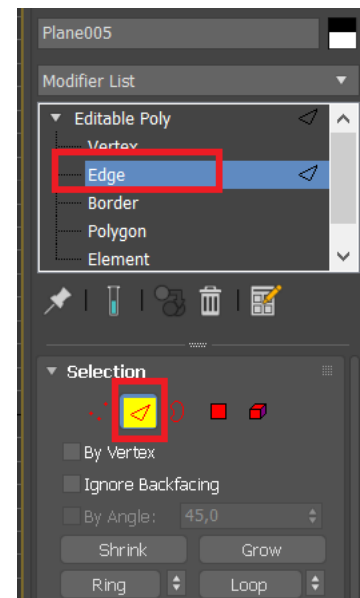 Plane005
Modifier List
Editable Poly
Vertex
Edge
Border
Polygon
Element
Selection
By Vertex
Ignore Backfacing
By Angle: 45,0
Shrink Grow
Ring Loop